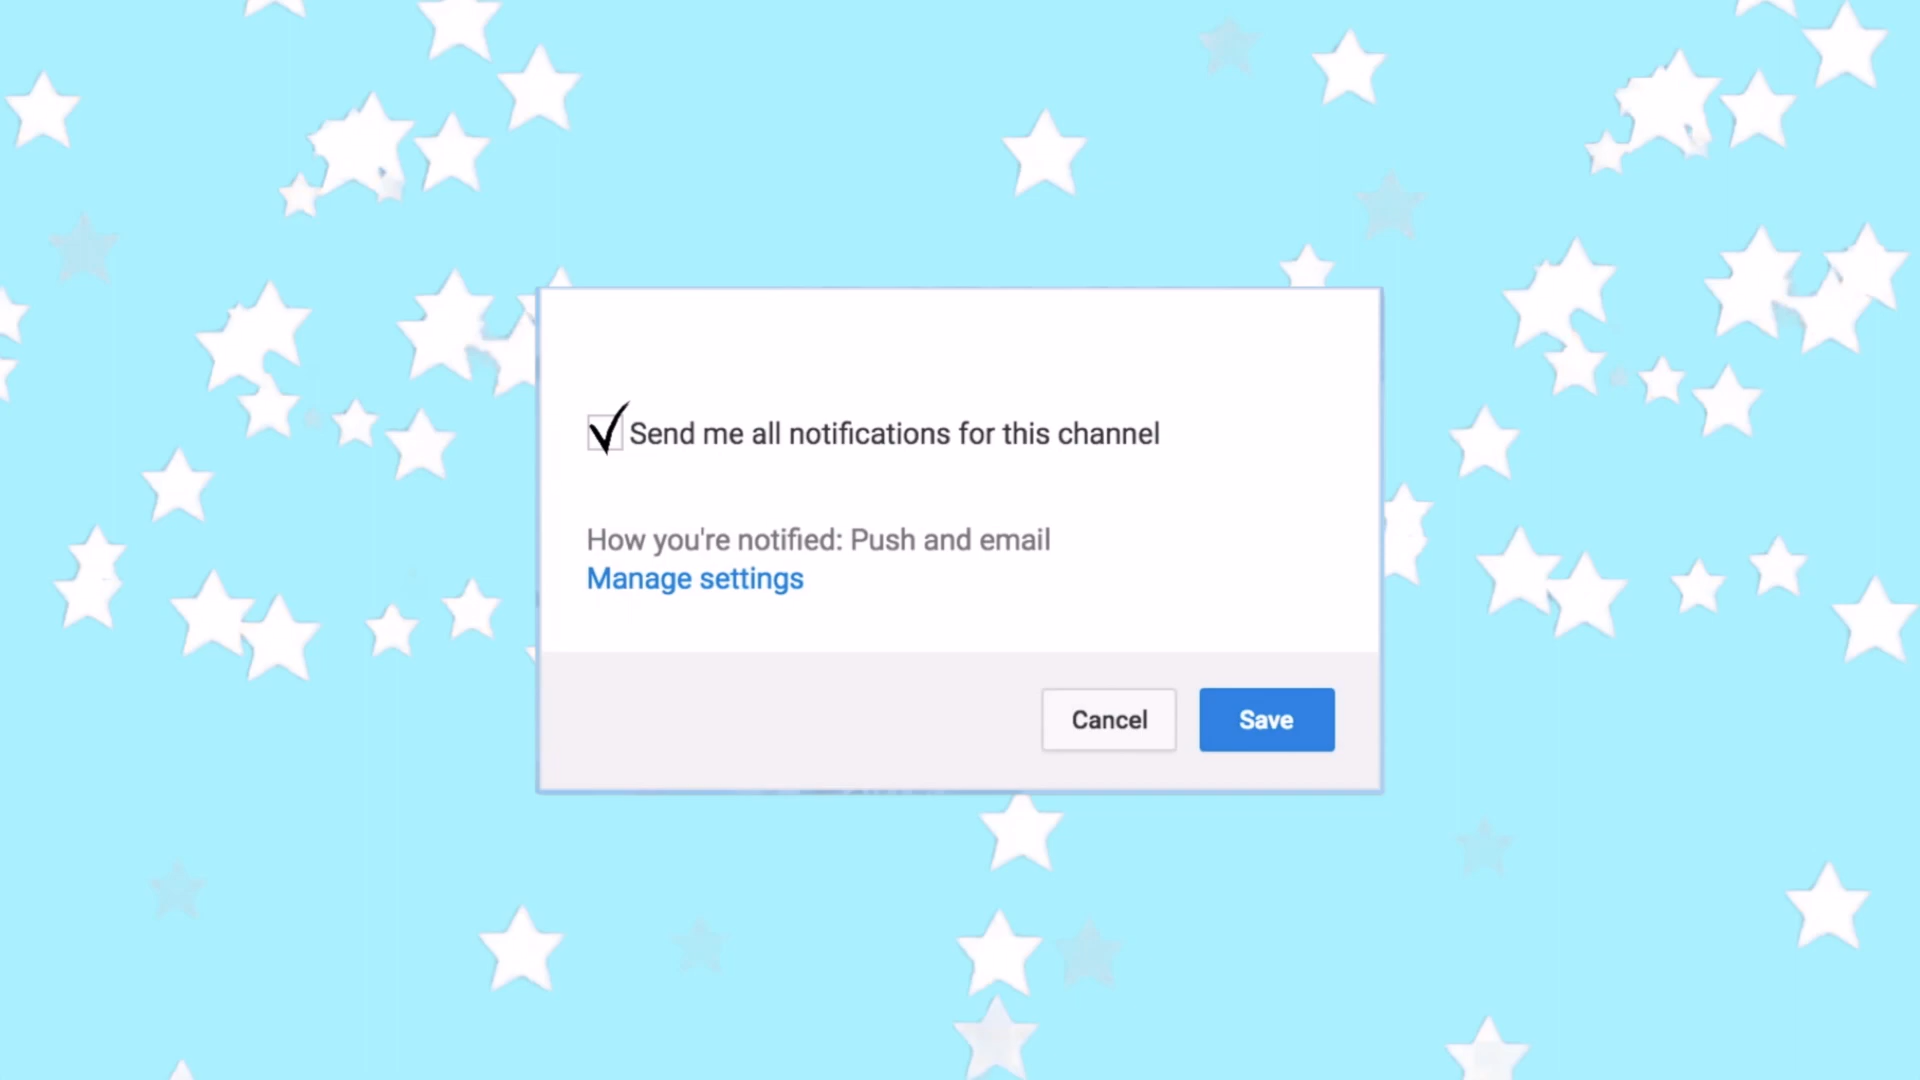 Send me all notifications for this channel
How you're notified: Push and email
Manage settings
Cancel
Save